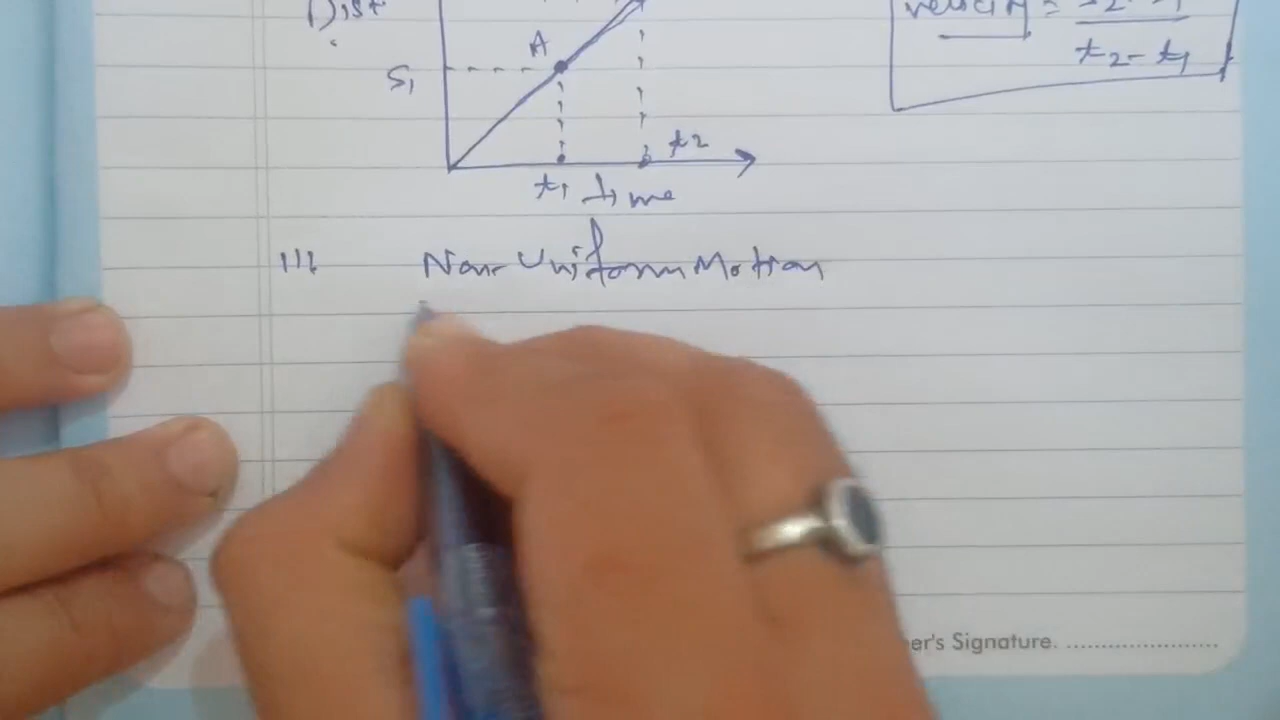 Dist
A
S1
velocity =
t2 - t1
t2
t1 time
III Non-Uniform Motion
er's Signature. ........................